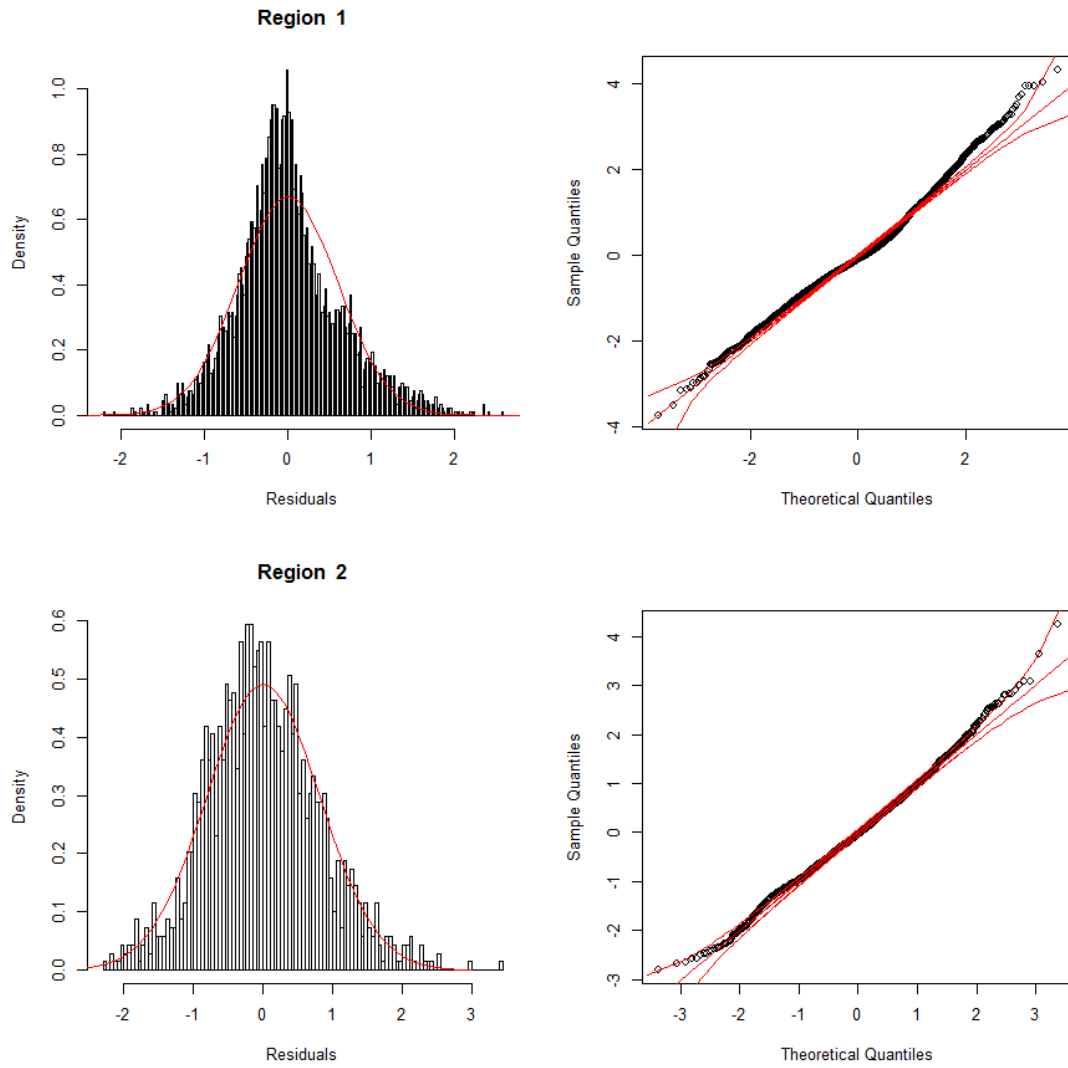 Region 1
Density
0.0 0.2 0.4 0.6 0.8 1.0
-2 -1 0 1 2
Residuals
Sample Quantiles
-4 -2 0 2 4
-2 0 2
Theoretical Quantiles
Region 2
Density
0.0 0.1 0.2 0.3 0.4 0.5 0.6
-2 -1 0 1 2 3
Residuals
Sample Quantiles
-3 -2 -1 0 1 2 3 4
-3 -2 -1 0 1 2 3
Theoretical Quantiles